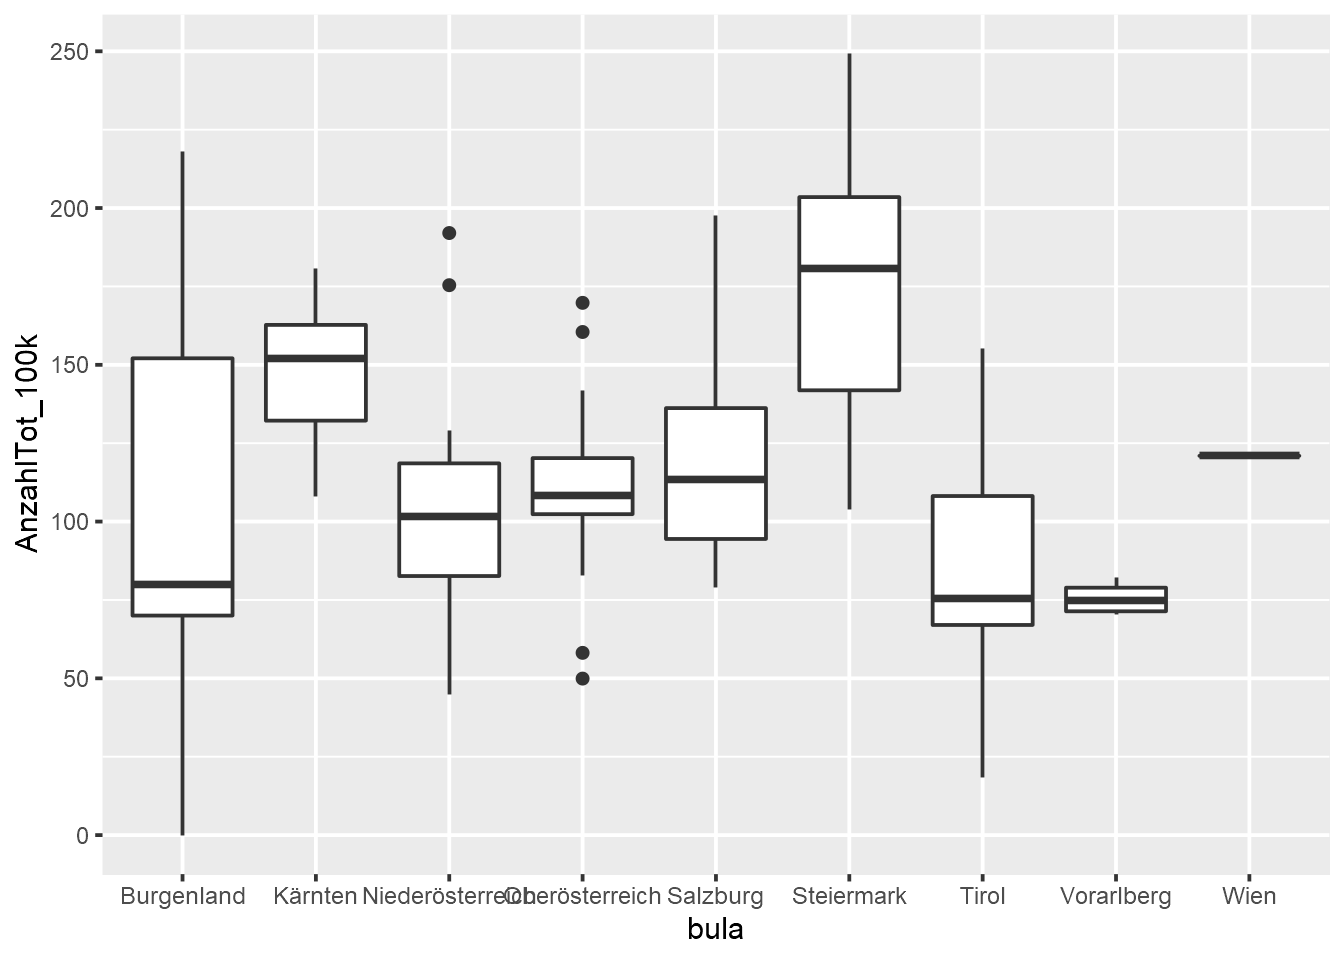 AnzahlTot_100k
250
200
150
100
50
0
Burgenland Kärnten Niederösterreich Oberösterreich Salzburg Steiermark Tirol Vorarlberg Wien
bula